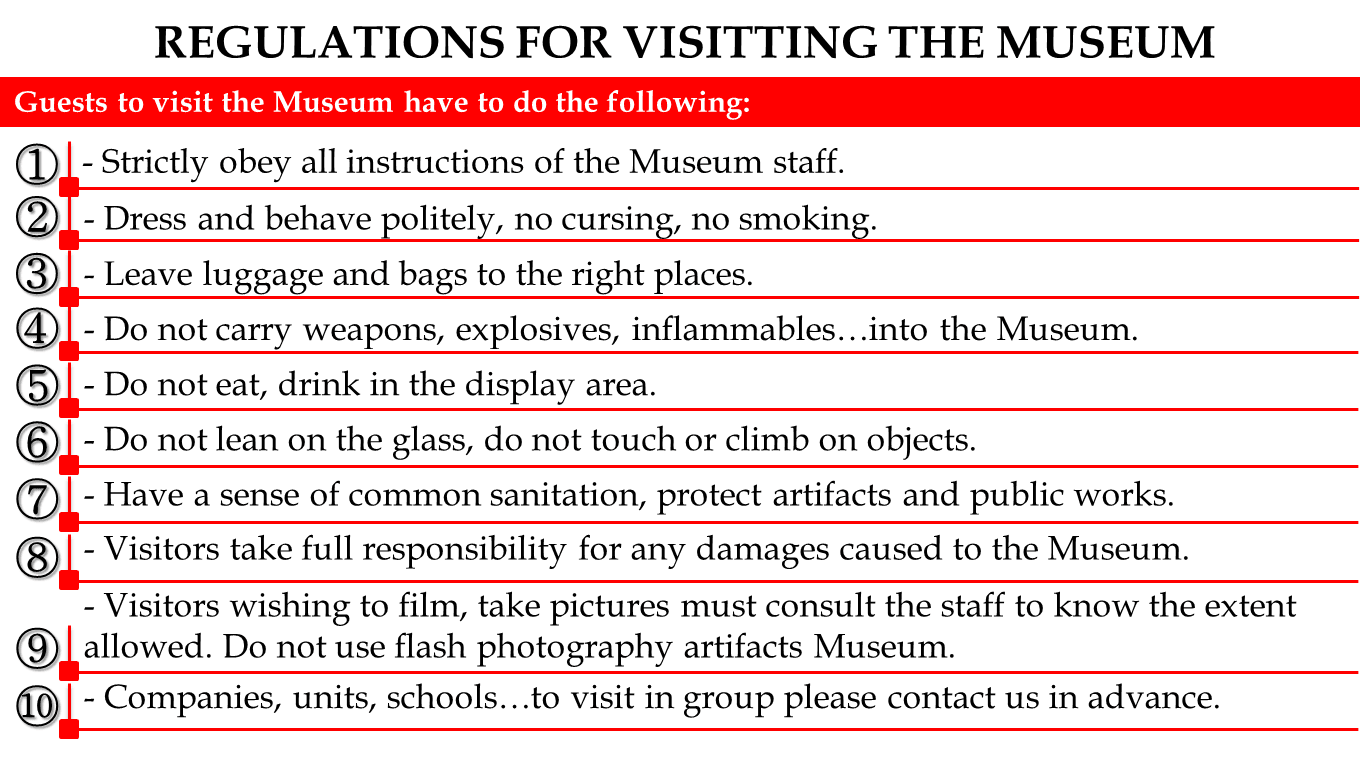 REGULATIONS FOR VISITTING THE MUSEUM
Guests to visit the Museum have to do the following:
① - Strictly obey all instructions of the Museum staff.
② - Dress and behave politely, no cursing, no smoking.
③ - Leave luggage and bags to the right places.
④ - Do not carry weapons, explosives, inflammables…into the Museum.
⑤ - Do not eat, drink in the display area.
⑥ - Do not lean on the glass, do not touch or climb on objects.
⑦ - Have a sense of common sanitation, protect artifacts and public works.
⑧ - Visitors take full responsibility for any damages caused to the Museum.
- Visitors wishing to film, take pictures must consult the staff to know the extent
⑨ allowed. Do not use flash photography artifacts Museum.
⑩ - Companies, units, schools…to visit in group please contact us in advance.